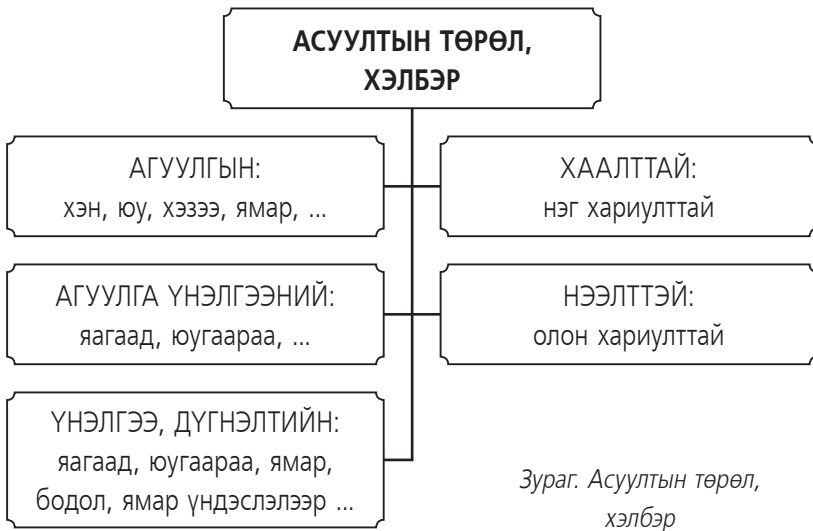 АСУУЛТЫН ТӨРӨЛ,
ХЭЛБЭР
АГУУЛГЫН:
хэн, юу, хэзээ, ямар, ...
ХААЛТТАЙ:
нэг хариулттай
АГУУЛГА ҮНЭЛГЭЭНИЙ:
яагаад, юугаараа, ...
НЭЭЛТТЭЙ:
олон хариулттай
ҮНЭЛГЭЭ, ДҮГНЭЛТИЙН:
яагаад, юугаараа, ямар,
бодол, ямар үндэслэлээр ...
Зураг. Асуултын төрөл,
хэлбэр